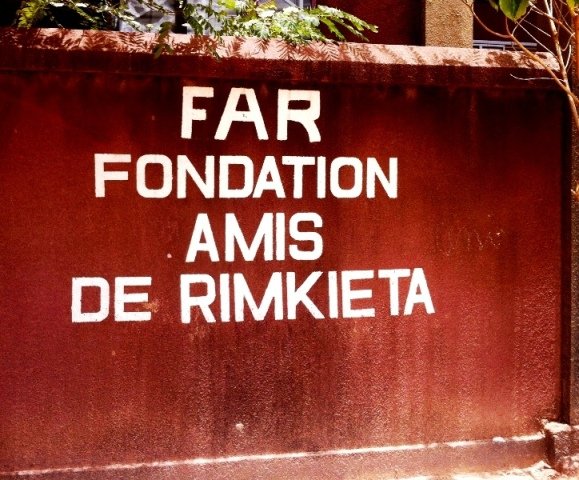 FAR
FONDATION
AMIS
DE RIMKIETA